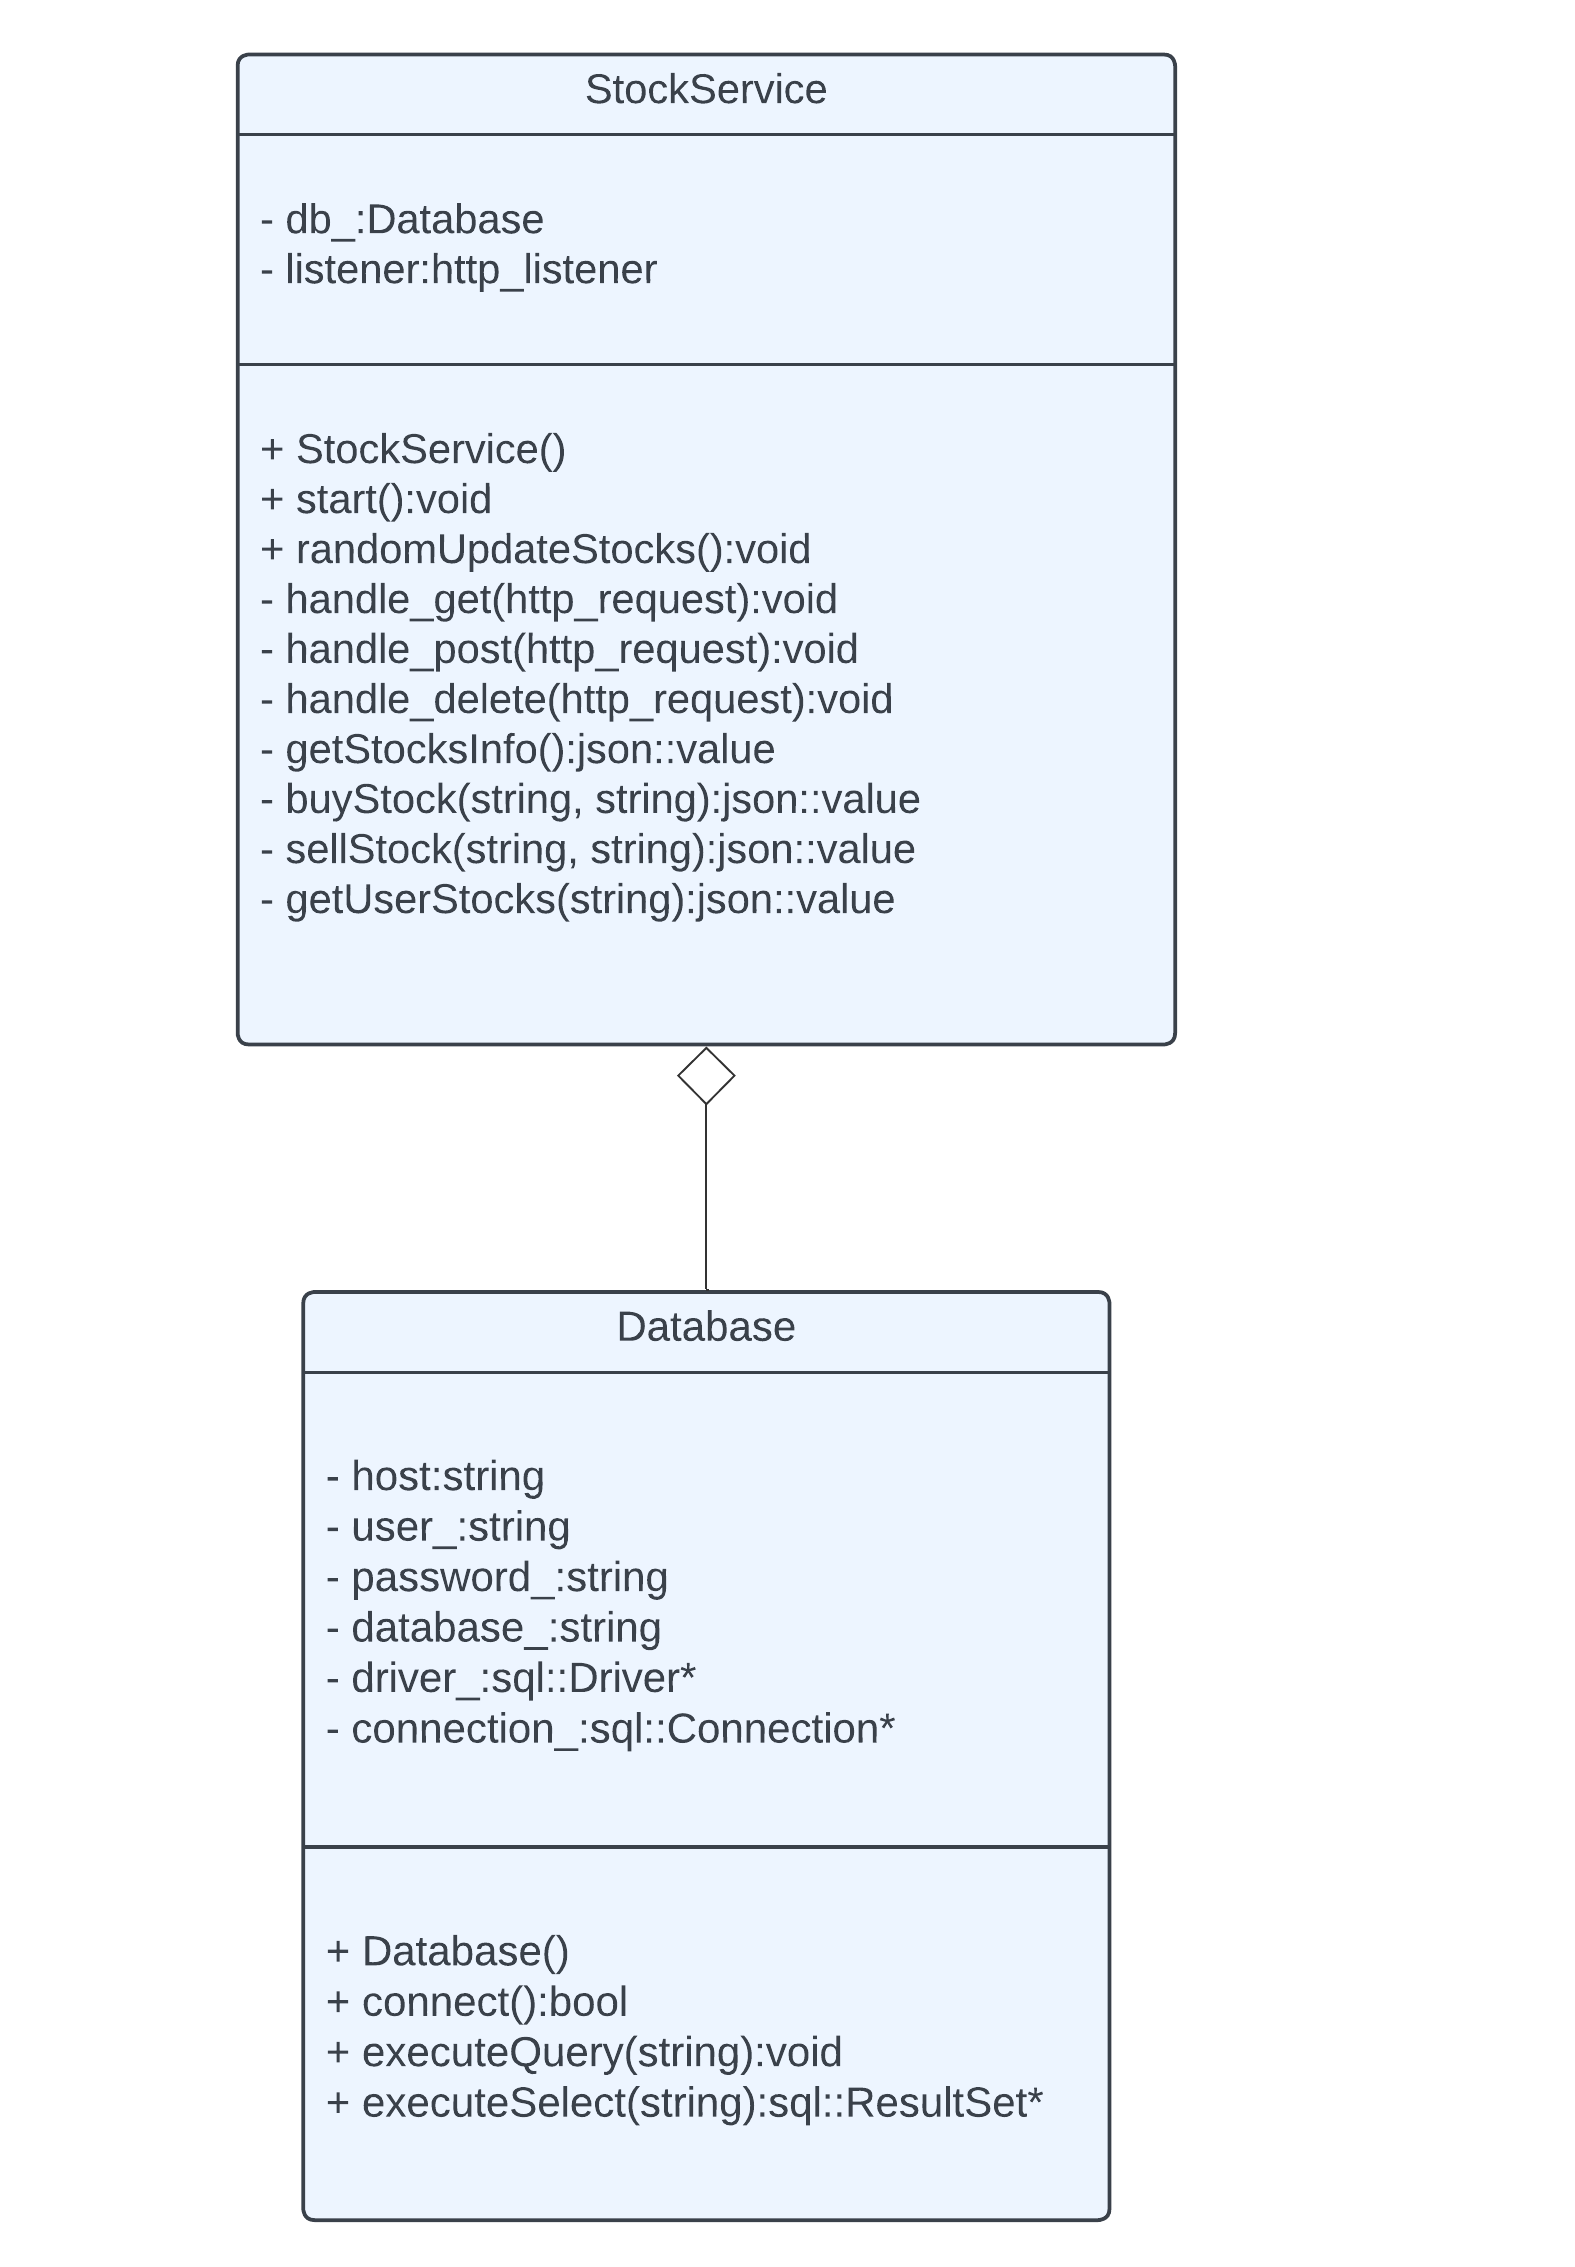 StockService
- db_:Database
- listener:http_listener
+ StockService()
+ start():void
+ randomUpdateStocks():void
- handle_get(http_request):void
- handle_post(http_request):void
- handle_delete(http_request):void
- getStocksInfo():json::value
- buyStock(string, string):json::value
- sellStock(string, string):json::value
- getUserStocks(string):json::value
Database
- host:string
- user_:string
- password_:string
- database_:string
- driver_:sql::Driver*
- connection_:sql::Connection*
+ Database()
+ connect():bool
+ executeQuery(string):void
+ executeSelect(string):sql::ResultSet*